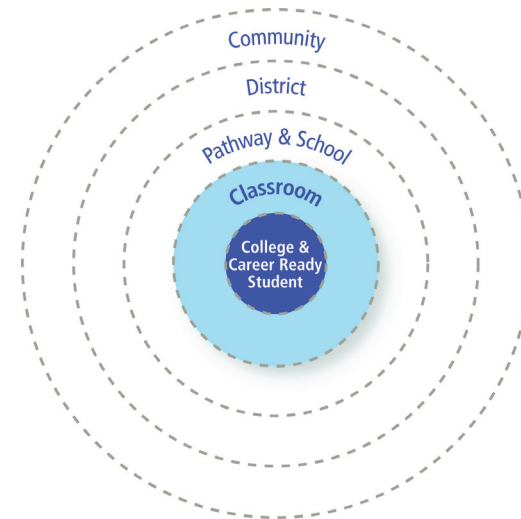 Community
District
Pathway & School
Classroom
College &
Career Ready
Student